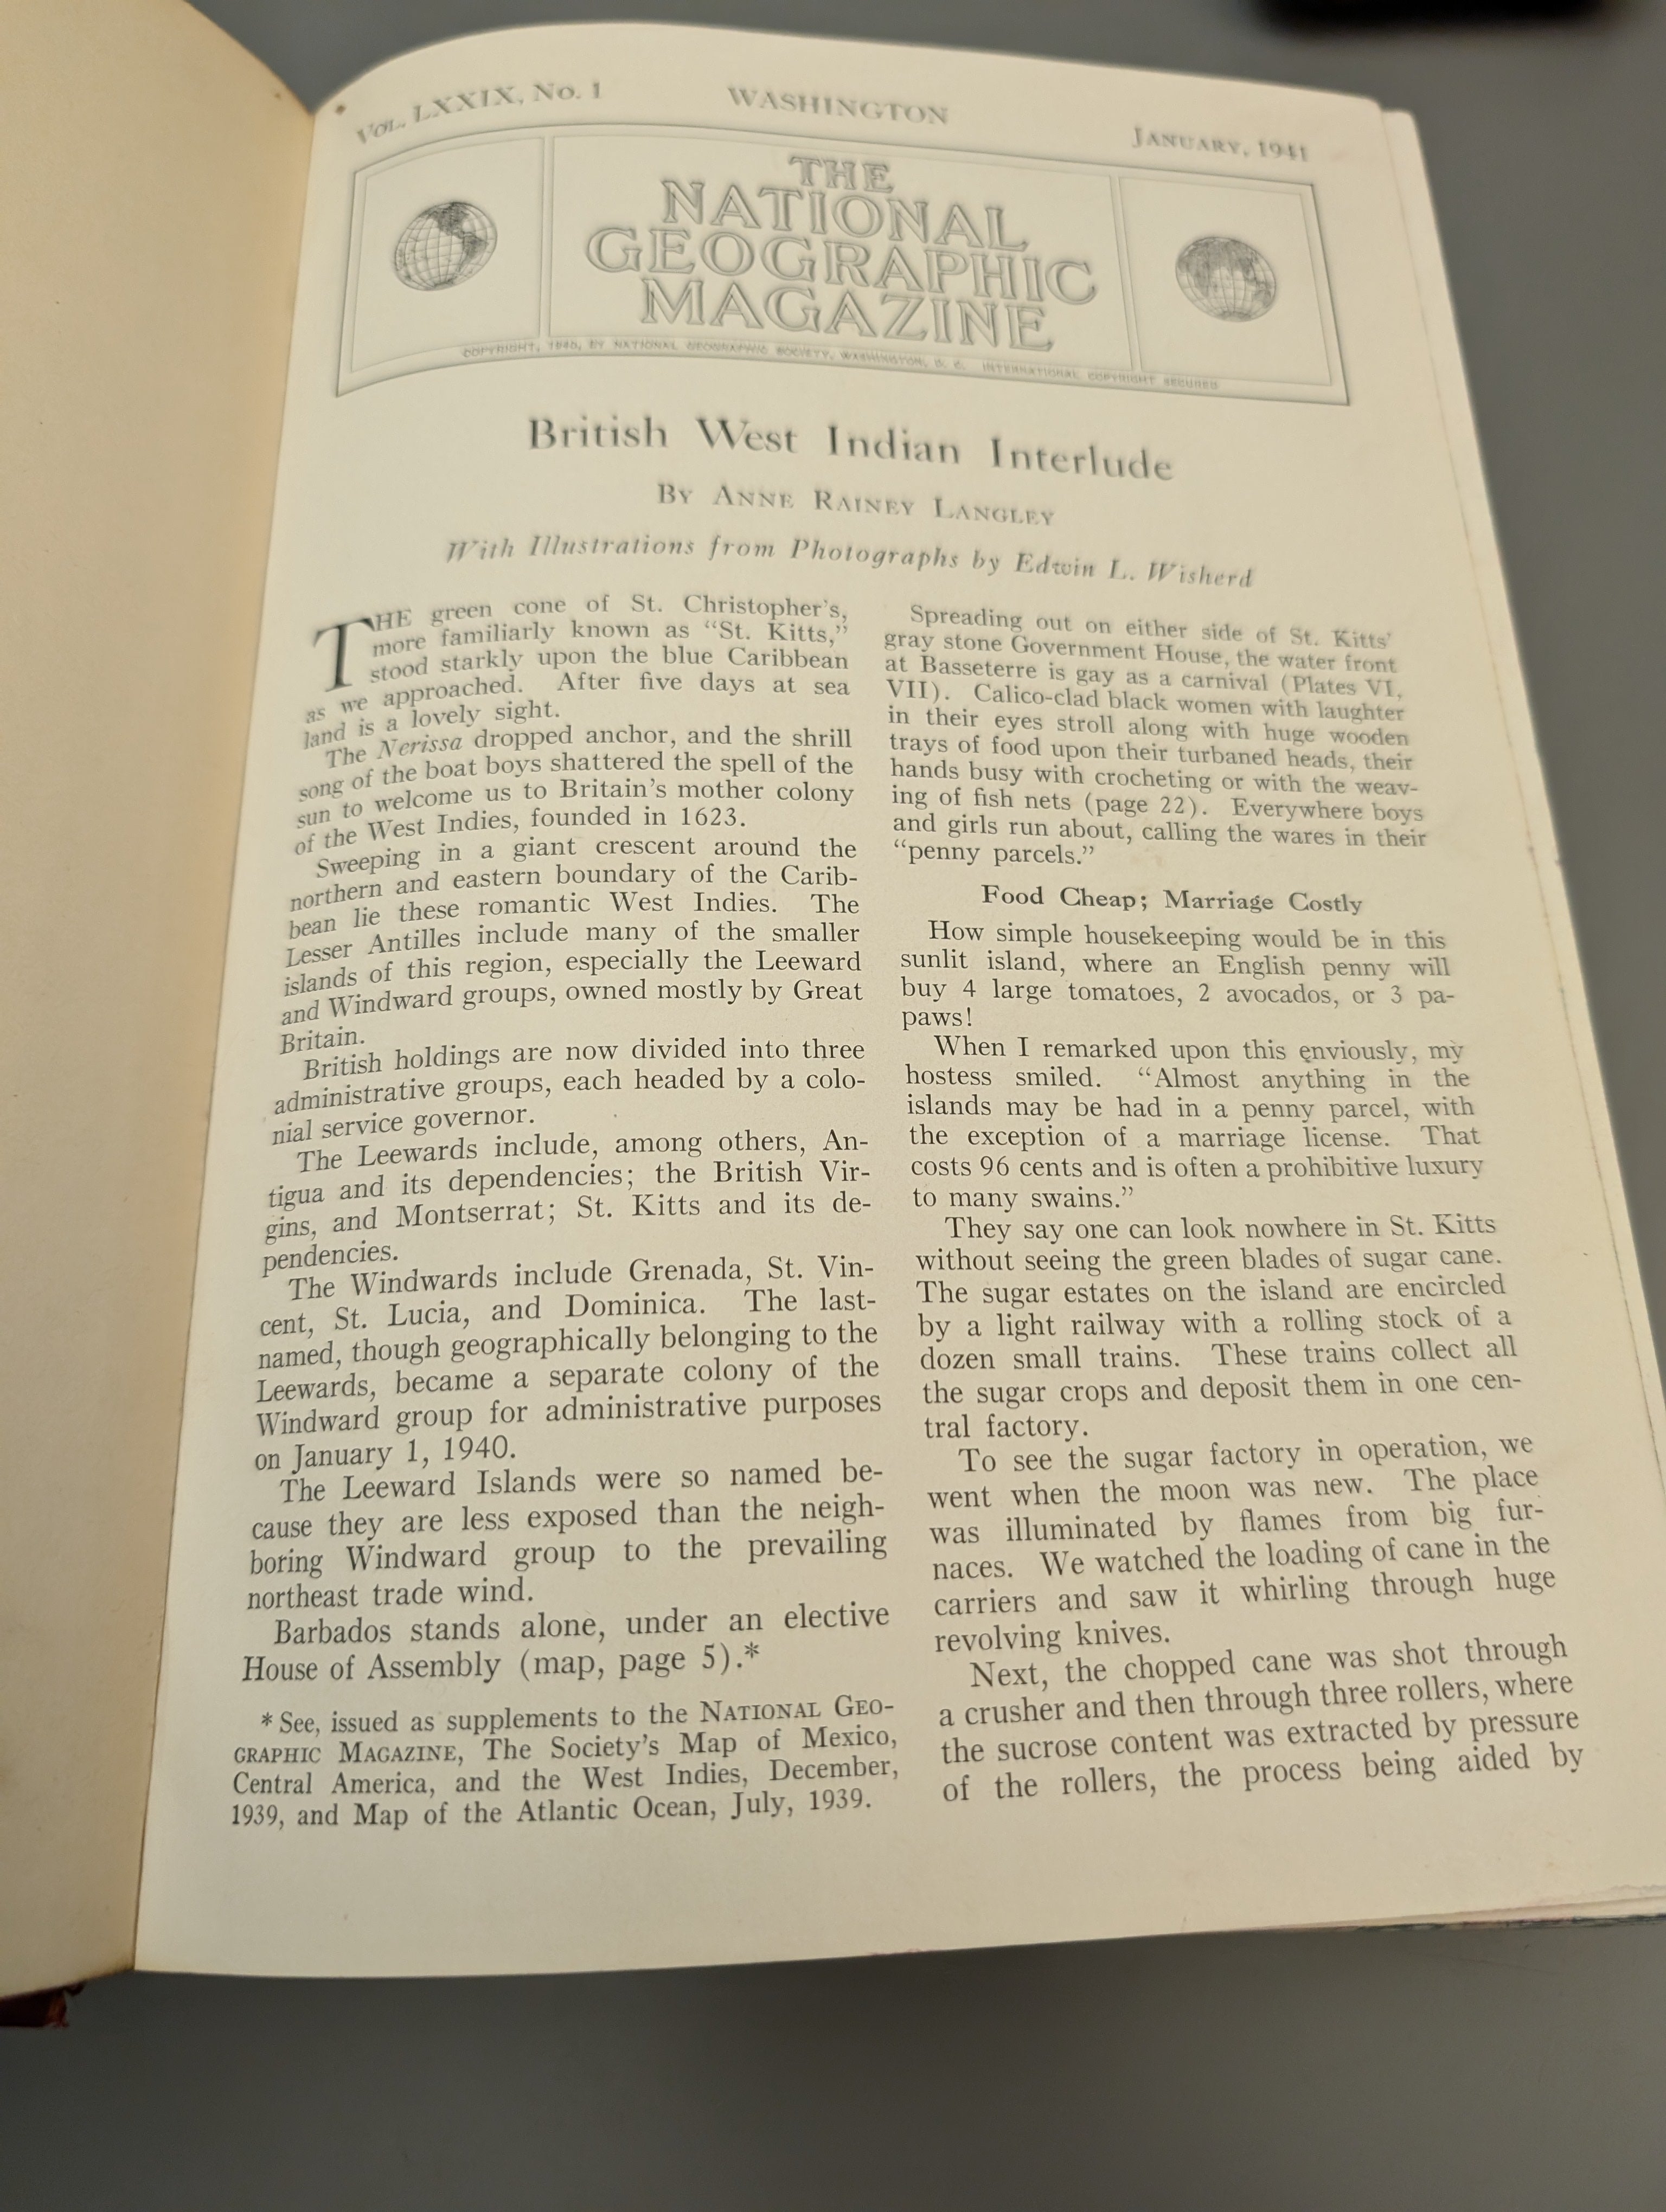 VOL. LXXIX, No. 1
WASHINGTON
JANUARY, 1941
THE
NATIONAL
GEOGRAPHIC
MAGAZINE
COPYRIGHT, 1940, BY NATIONAL GEOGRAPHIC SOCIETY, WASHINGTON, D. C. INTERNATIONAL COPYRIGHT SECURED
British West Indian Interlude
BY ANNE RAINEY LANGLEY
With Illustrations from Photographs by Edwin L. Wisherd
THE green cone of St. Christopher's,
more familiarly known as "St. Kitts,"
stood starkly upon the blue Caribbean
as we approached. After five days at sea
land is a lovely sight.
The Nerissa dropped anchor, and the shrill
song of the boat boys shattered the spell of the
sun to welcome us to Britain's mother colony
of the West Indies, founded in 1623.
Sweeping in a giant crescent around the
northern and eastern boundary of the Carib-
bean lie these romantic West Indies. The
Lesser Antilles include many of the smaller
islands of this region, especially the Leeward
and Windward groups, owned mostly by Great
Britain.
British holdings are now divided into three
administrative groups, each headed by a colo-
nial service governor.
The Leewards include, among others, An-
tigua and its dependencies; the British Vir-
gins, and Montserrat; St. Kitts and its de-
pendencies.
The Windwards include Grenada, St. Vin-
cent, St. Lucia, and Dominica. The last-
named, though geographically belonging to the
Leewards, became a separate colony of the
Windward group for administrative purposes
on January 1, 1940.
The Leeward Islands were so named be-
cause they are less exposed than the neigh-
boring Windward group to the prevailing
northeast trade wind.
Barbados stands alone, under an elective
House of Assembly (map, page 5).*
* See, issued as supplements to the NATIONAL GEO-
GRAPHIC MAGAZINE, The Society's Map of Mexico,
Central America, and the West Indies, December,
1939, and Map of the Atlantic Ocean, July, 1939.
Spreading out on either side of St. Kitts'
gray stone Government House, the water front
at Basseterre is gay as a carnival (Plates VI,
VII). Calico-clad black women with laughter
in their eyes stroll along with huge wooden
trays of food upon their turbaned heads, their
hands busy with crocheting or with the weav-
ing of fish nets (page 22). Everywhere boys
and girls run about, calling the wares in their
"penny parcels."
Food Cheap; Marriage Costly
How simple housekeeping would be in this
sunlit island, where an English penny will
buy 4 large tomatoes, 2 avocados, or 3 pa-
paws!
When I remarked upon this enviously, my
hostess smiled. "Almost anything in the
islands may be had in a penny parcel, with
the exception of a marriage license. That
costs 96 cents and is often a prohibitive luxury
to many swains."
They say one can look nowhere in St. Kitts
without seeing the green blades of sugar cane.
The sugar estates on the island are encircled
by a light railway with a rolling stock of a
dozen small trains. These trains collect all
the sugar crops and deposit them in one cen-
tral factory.
To see the sugar factory in operation, we
went when the moon was new. The place
was illuminated by flames from big fur-
naces. We watched the loading of cane in the
carriers and saw it whirling through huge
revolving knives.
Next, the chopped cane was shot through
a crusher and then through three rollers, where
the sucrose content was extracted by pressure
of the rollers, the process being aided by